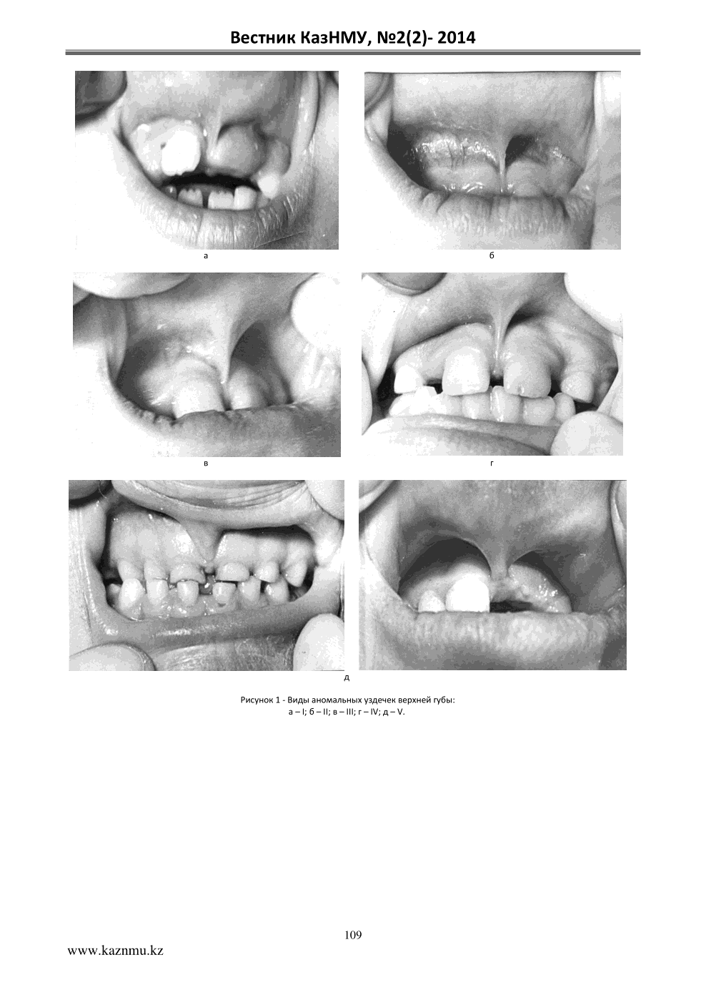 Вестник КазНМУ, №2(2)- 2014
а
б
в
г
д
Рисунок 1 - Виды аномальных уздечек верхней губы:
а – I; б – II; в – III; г – IV; д – V.
109
www.kaznmu.kz